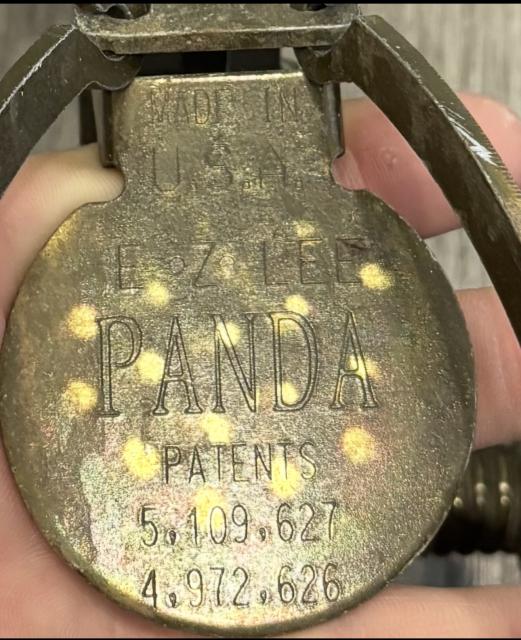 MADE IN
U.S.A.
E-Z-LEE
PANDA
PATENTS
5,109,627
4,972,626